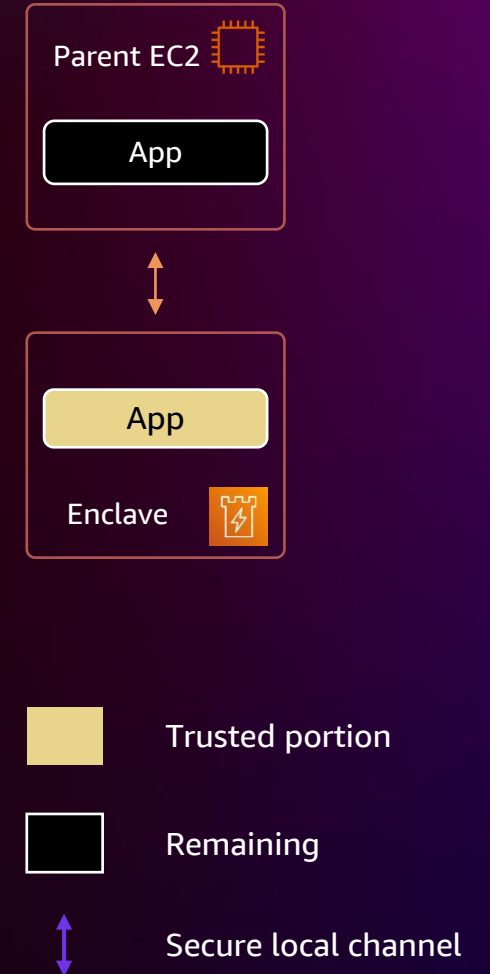 Parent EC2
App
App
Enclave
Trusted portion
Remaining
Secure local channel